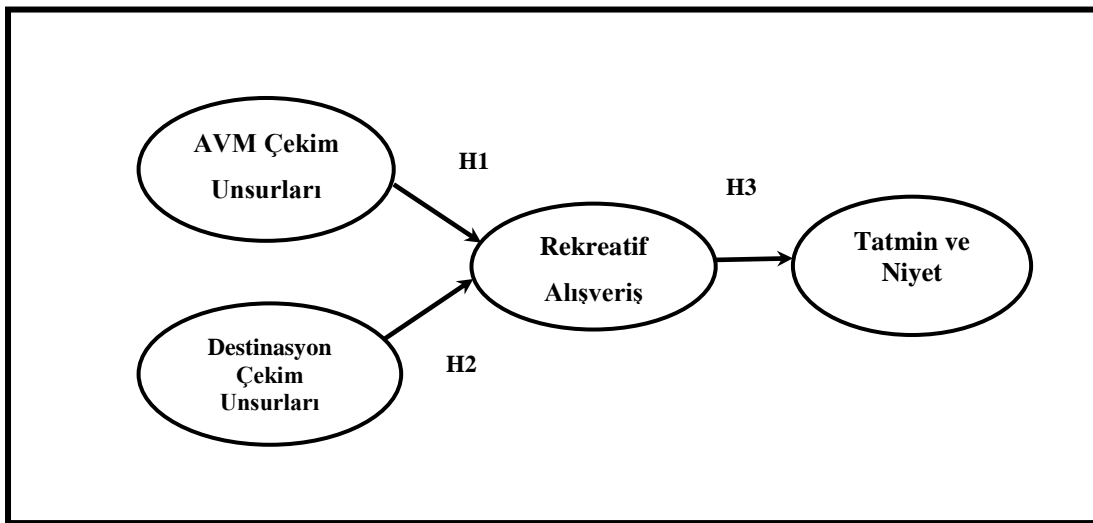 AVM Çekim
Unsurları
H1
Destinasyon
Çekim
Unsurları
H2
Rekreatif
Alışveriş
H3
Tatmin ve
Niyet